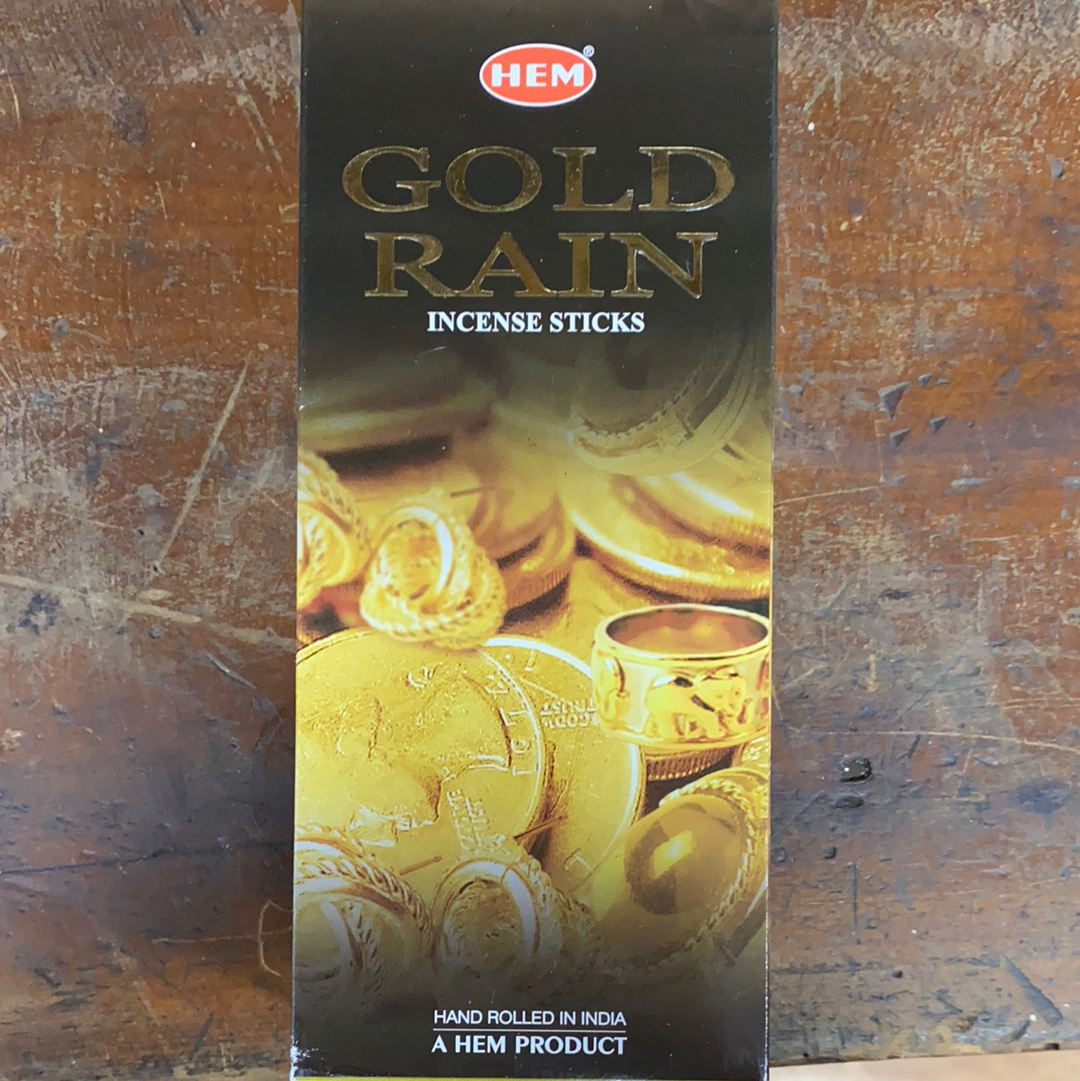 HEM®
GOLD
RAIN
INCENSE STICKS
HAND ROLLED IN INDIA
A HEM PRODUCT